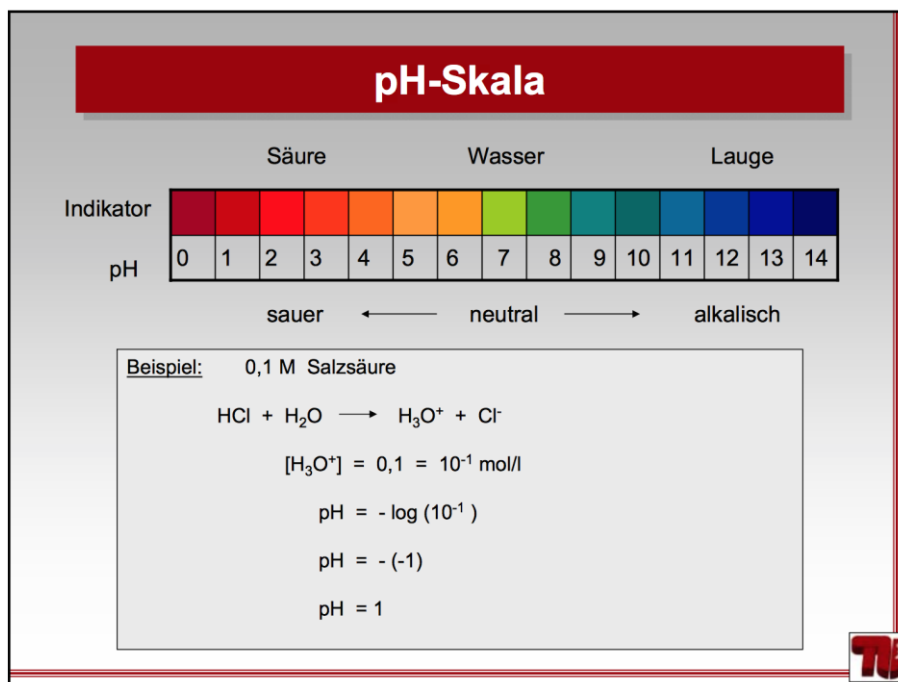 pH-Skala
Säure Wasser Lauge
Indikator
pH 0 1 2 3 4 5 6 7 8 9 10 11 12 13 14
sauer ← neutral → alkalisch
Beispiel: 0,1 M Salzsäure
HCl + H₂O → H₃O⁺ + Cl⁻
[H₃O⁺] = 0,1 = 10⁻¹ mol/l
pH = - log (10⁻¹ )
pH = - (-1)
pH = 1